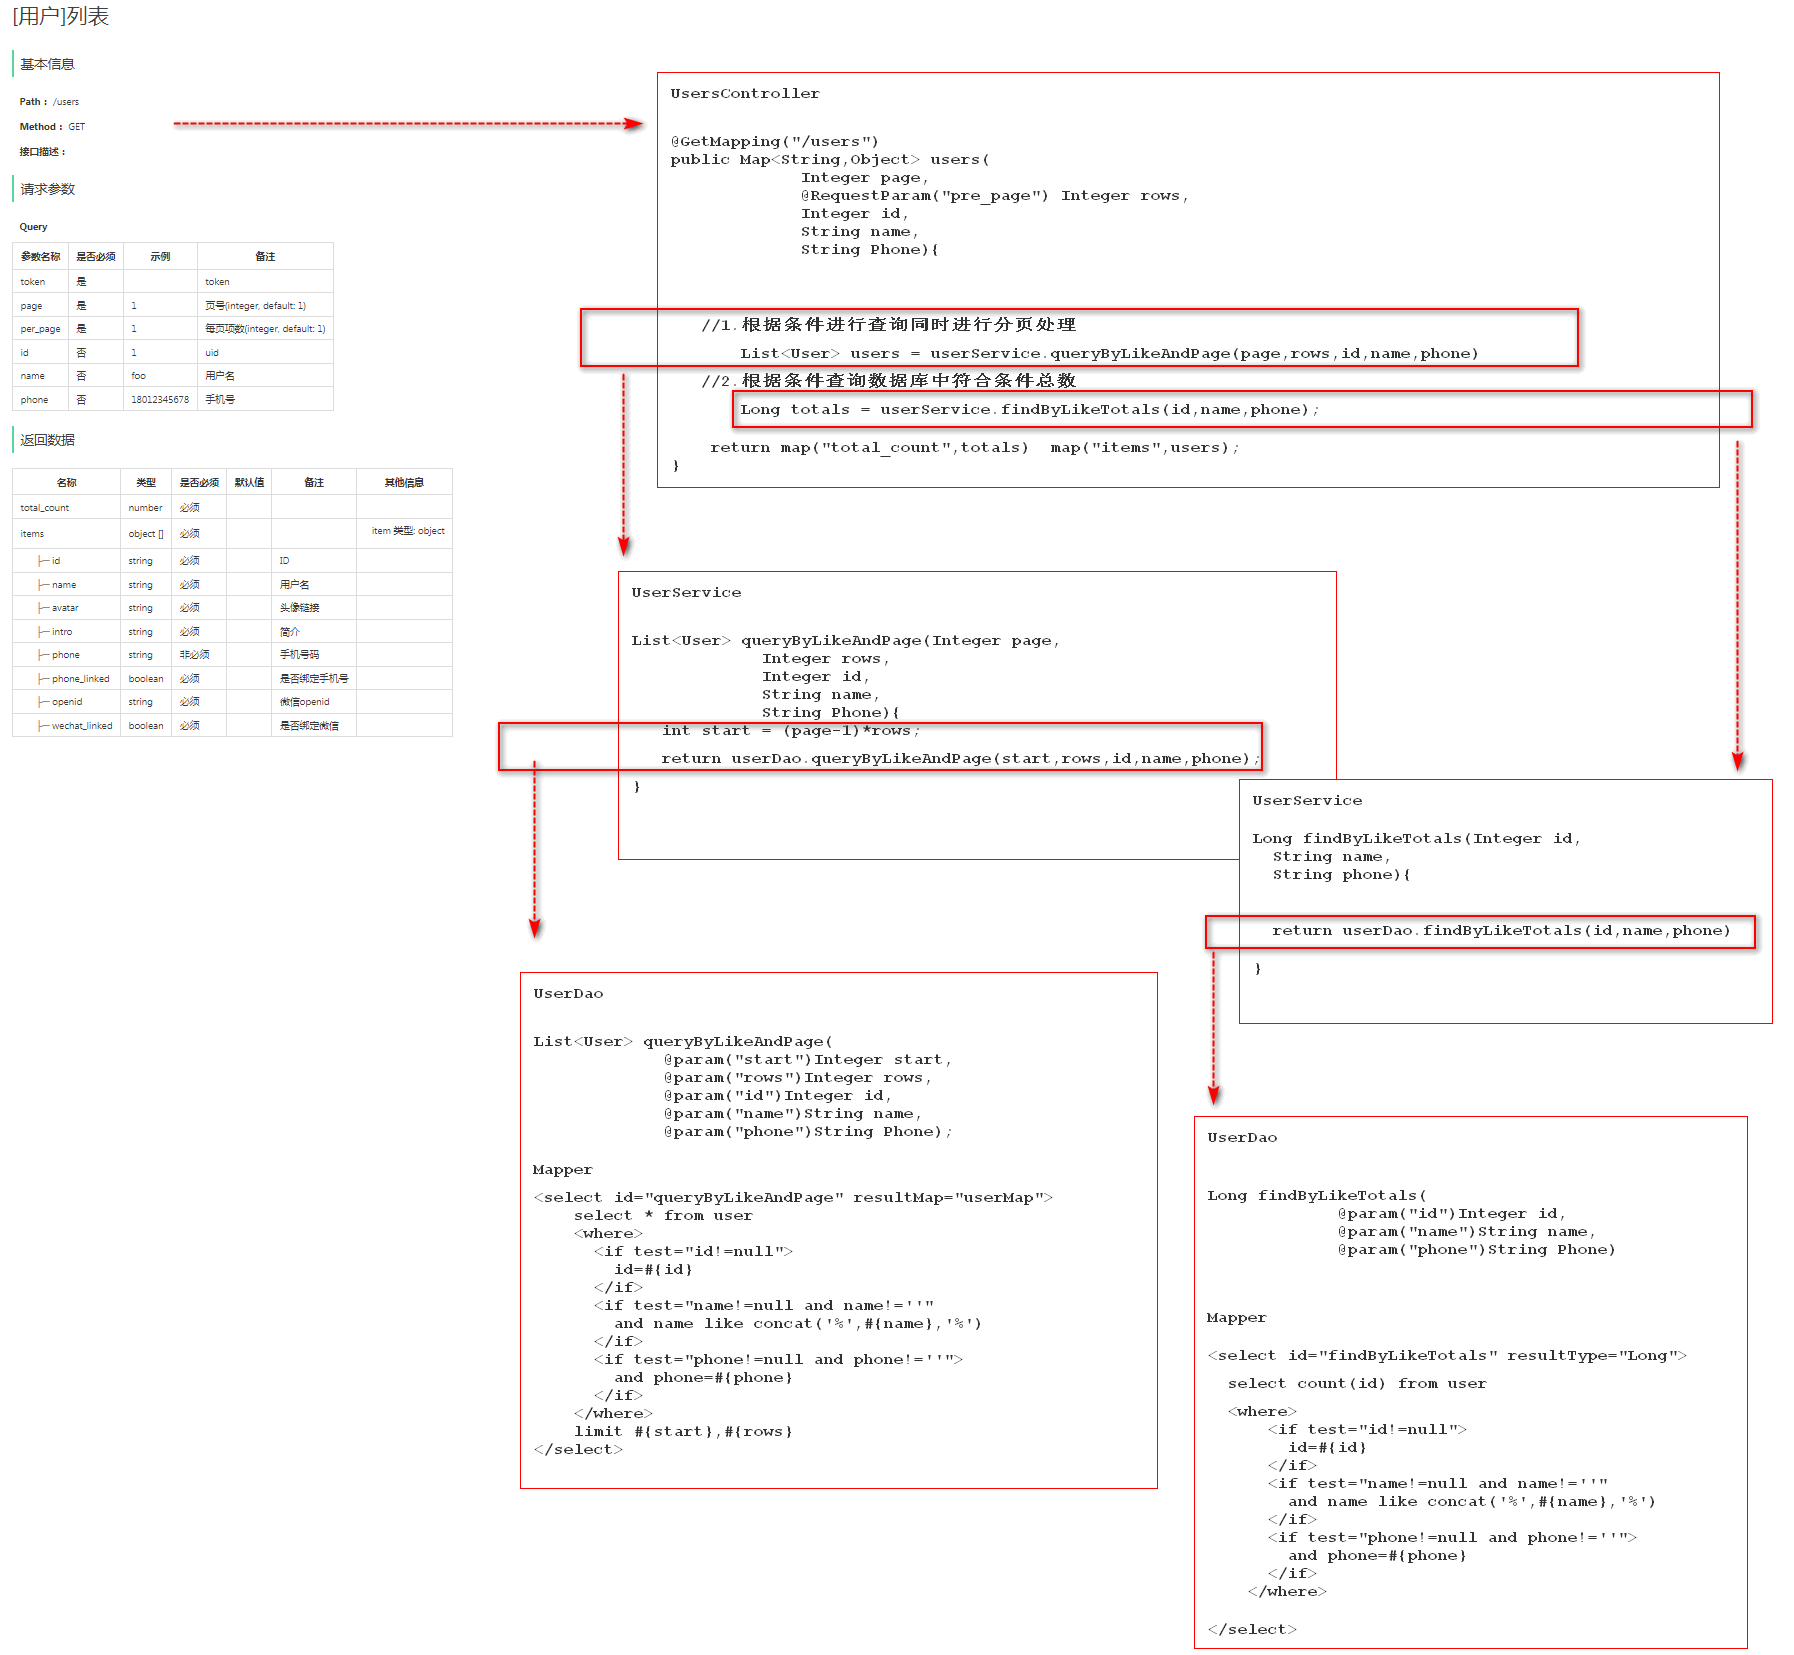 [用户]列表
基本信息
Path： /users
Method： GET
接口描述：
请求参数
Query
参数名称 是否必须 示例 备注
token 是 token
page 是 1 页号(integer, default: 1)
per_page 是 1 每页项数(integer, default: 1)
id 否 1 uid
name 否 foo 用户名
phone 否 18012345678 手机号
返回数据
名称 类型 是否必须 默认值 备注 其他信息
total_count number 必须
items object [] 必须 item 类型: object
├─ id string 必须 ID
├─ name string 必须 用户名
├─ avatar string 必须 头像链接
├─ intro string 必须 简介
├─ phone string 非必须 手机号码
├─ phone_linked boolean 必须 是否绑定手机号
├─ openid string 必须 微信openid
├─ wechat_linked boolean 必须 是否绑定微信
UsersController
@GetMapping("/users")
public Map<String,Object> users(
Integer page,
@RequestParam("pre_page") Integer rows,
Integer id,
String name,
String Phone){
//1.根据条件进行查询同时进行分页处理
List<User> users = userService.queryByLikeAndPage(page,rows,id,name,phone)
//2.根据条件查询数据库中符合条件总数
Long totals = userService.findByLikeTotals(id,name,phone);
return map("total_count",totals)  map("items",users);
}
UserService
List<User> queryByLikeAndPage(Integer page,
Integer rows,
Integer id,
String name,
String Phone){
int start = (page-1)*rows;
return userDao.queryByLikeAndPage(start,rows,id,name,phone);
}
UserService
Long findByLikeTotals(Integer id,
String name,
String phone){
return userDao.findByLikeTotals(id,name,phone)
}
UserDao
List<User> queryByLikeAndPage(
@param("start")Integer start,
@param("rows")Integer rows,
@param("id")Integer id,
@param("name")String name,
@param("phone")String Phone);
Mapper
<select id="queryByLikeAndPage" resultMap="userMap">
select * from user
<where>
<if test="id!=null">
id=#{id}
</if>
<if test="name!=null and name!=''"
and name like concat('%',#{name},'%')
</if>
<if test="phone!=null and phone!=''">
and phone=#{phone}
</if>
</where>
limit #{start},#{rows}
</select>
UserDao
Long findByLikeTotals(
@param("id")Integer id,
@param("name")String name,
@param("phone")String Phone)
Mapper
<select id="findByLikeTotals" resultType="Long">
select count(id) from user
<where>
<if test="id!=null">
id=#{id}
</if>
<if test="name!=null and name!=''"
and name like concat('%',#{name},'%')
</if>
<if test="phone!=null and phone!=''">
and phone=#{phone}
</if>
</where>
</select>